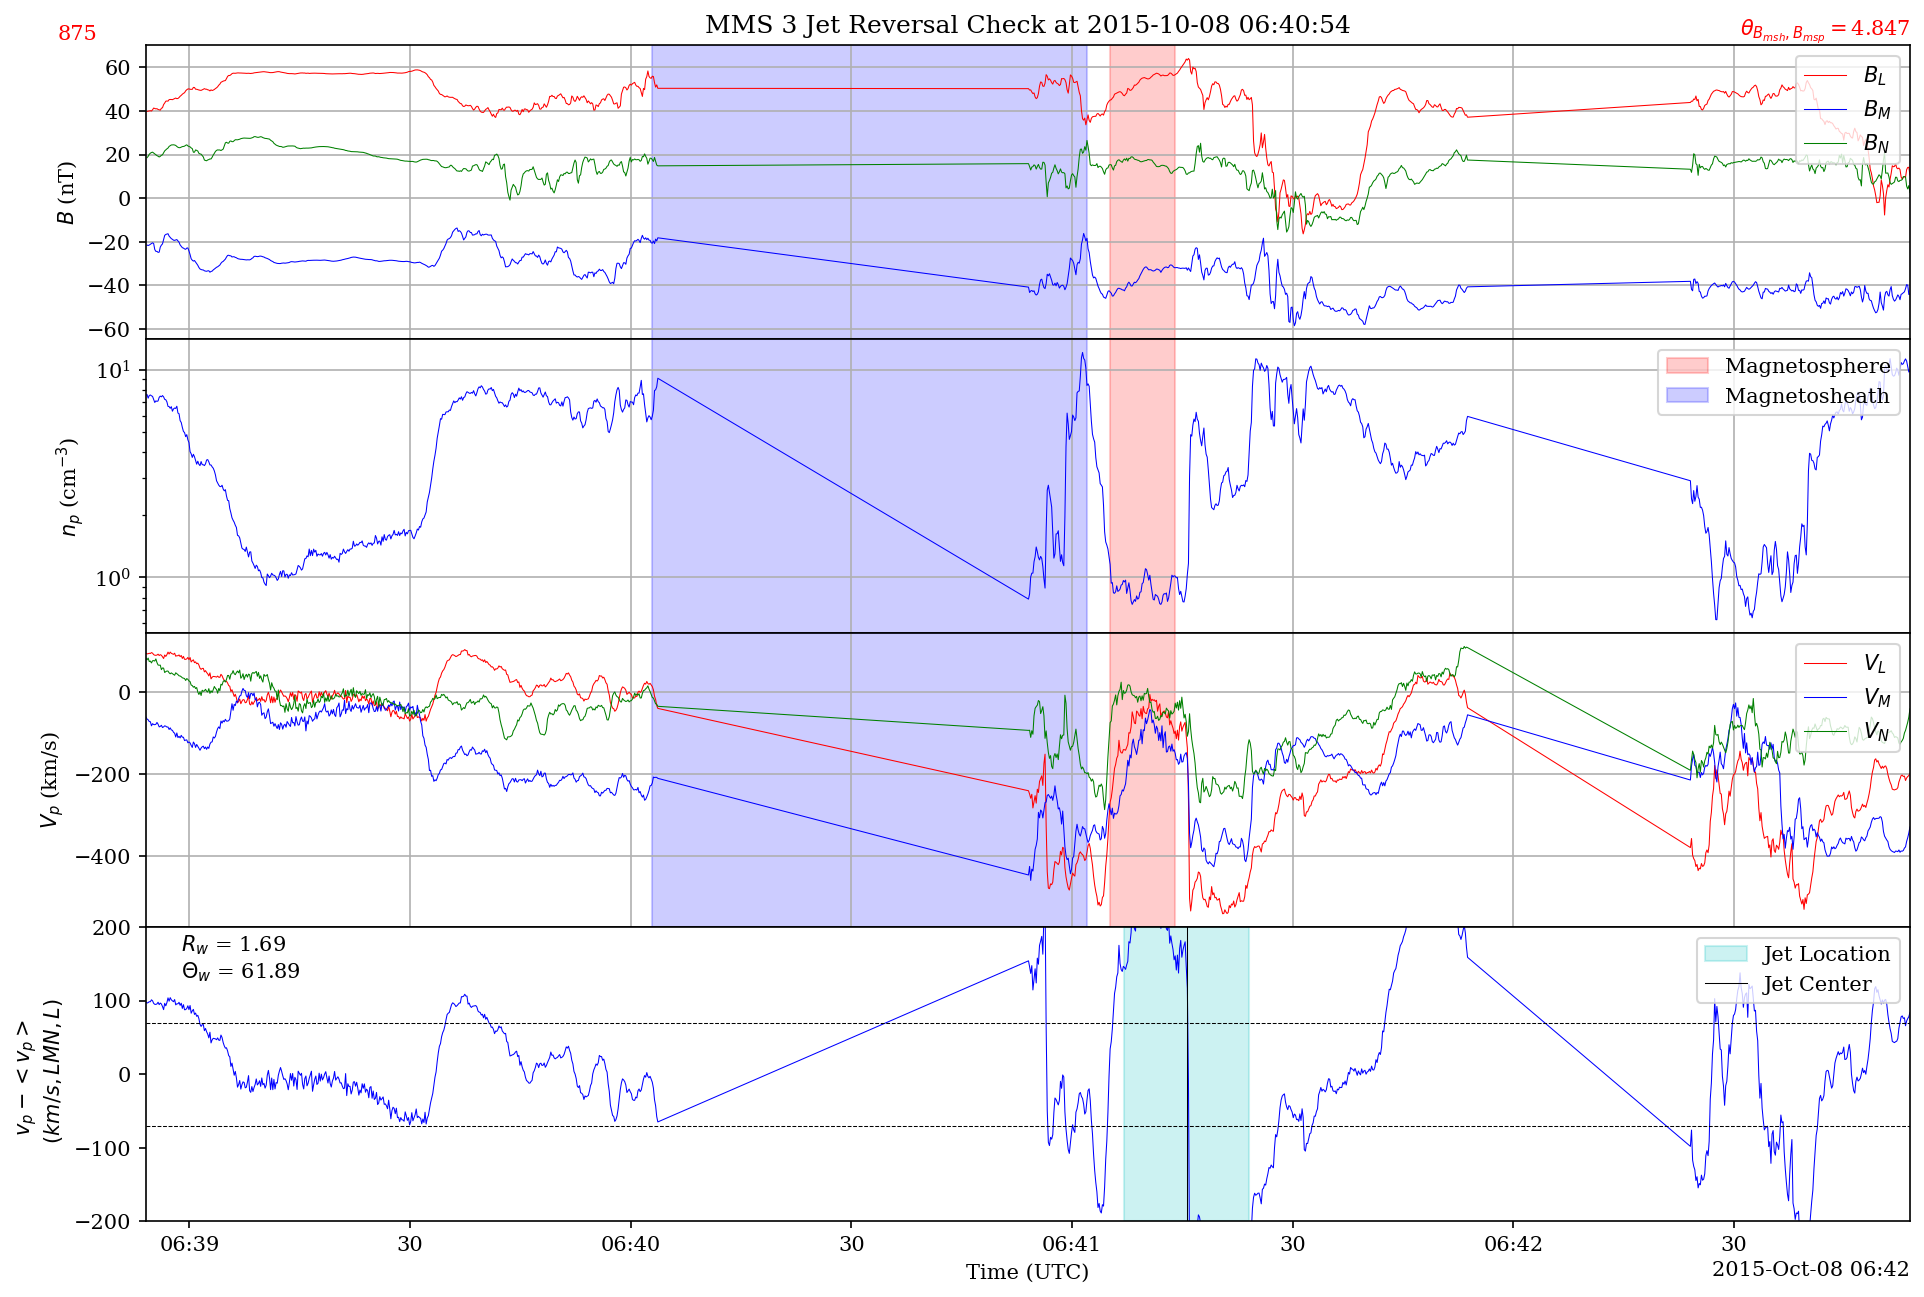 MMS 3 Jet Reversal Check at 2015-10-08 06:40:54
875
θ_{B_{msh}, B_{msp}} = 4.847
60
40
20
0
−20
−40
−60
B (nT)
B_L
B_M
B_N
10^1
10^0
n_p (cm^{−3})
Magnetosphere
Magnetosheath
0
−200
−400
V_p (km/s)
V_L
V_M
V_N
200
100
0
−100
−200
v_p − < v_p >
(km/s, LMN, L)
R_w = 1.69
Θ_w = 61.89
Jet Location
Jet Center
06:39
30
06:40
30
06:41
30
06:42
30
Time (UTC)
2015-Oct-08 06:42